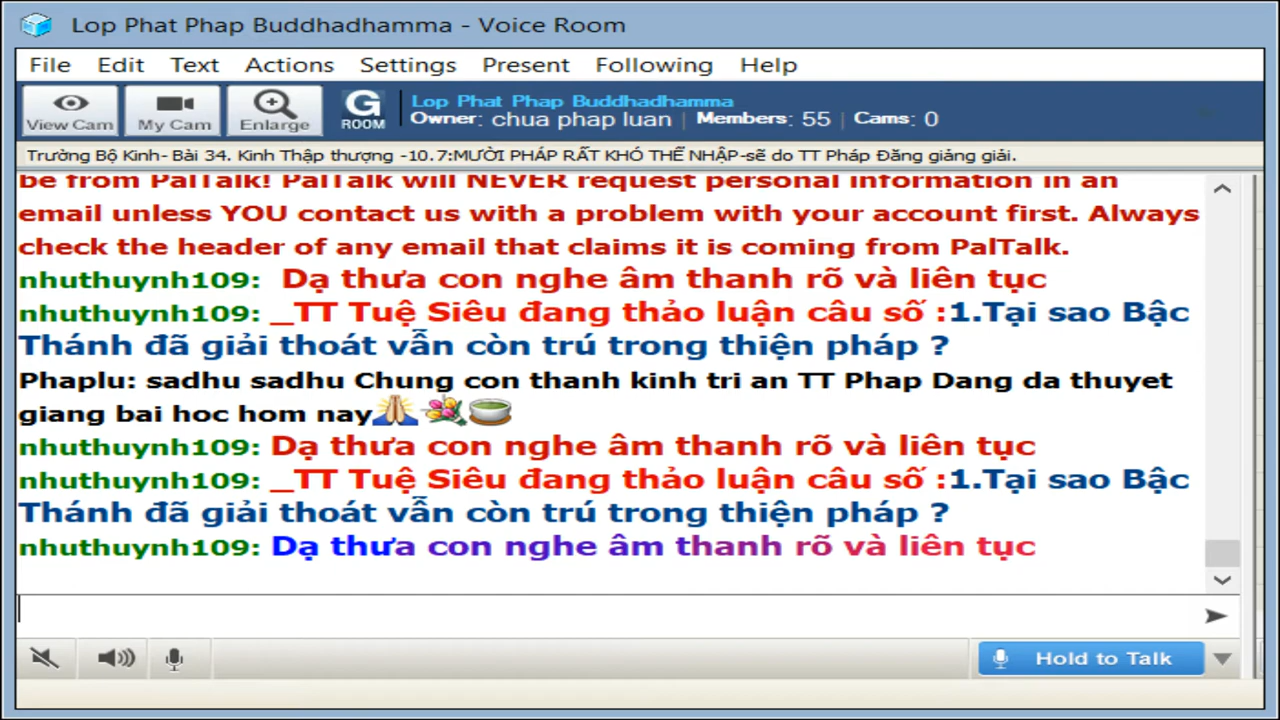 Lop Phat Phap Buddhadhamma - Voice Room
File Edit Text Actions Settings Present Following Help
View Cam My Cam Enlarge G ROOM
Lop Phat Phap Buddhadhamma
Owner: chua phap luan | Members: 55 | Cams: 0
Trường Bộ Kinh- Bài 34. Kinh Thập thượng -10.7:MƯỜI PHÁP RẤT KHÓ THỂ NHẬP-sẽ do TT Pháp Đăng giảng giải.
be from PalTalk! PalTalk will NEVER request personal information in an
email unless YOU contact us with a problem with your account first. Always
check the header of any email that claims it is coming from PalTalk.
nhuthuynh109: Dạ thưa con nghe âm thanh rõ và liên tục
nhuthuynh109: _TT Tuệ Siêu đang thảo luận câu số :1.Tại sao Bậc
Thánh đã giải thoát vẫn còn trú trong thiện pháp ?
Phaplu: sadhu sadhu Chung con thanh kinh tri an TT Phap Dang da thuyet
giang bai hoc hom nay
nhuthuynh109: Dạ thưa con nghe âm thanh rõ và liên tục
nhuthuynh109: _TT Tuệ Siêu đang thảo luận câu số :1.Tại sao Bậc
Thánh đã giải thoát vẫn còn trú trong thiện pháp ?
nhuthuynh109: Dạ thưa con nghe âm thanh rõ và liên tục
Hold to Talk